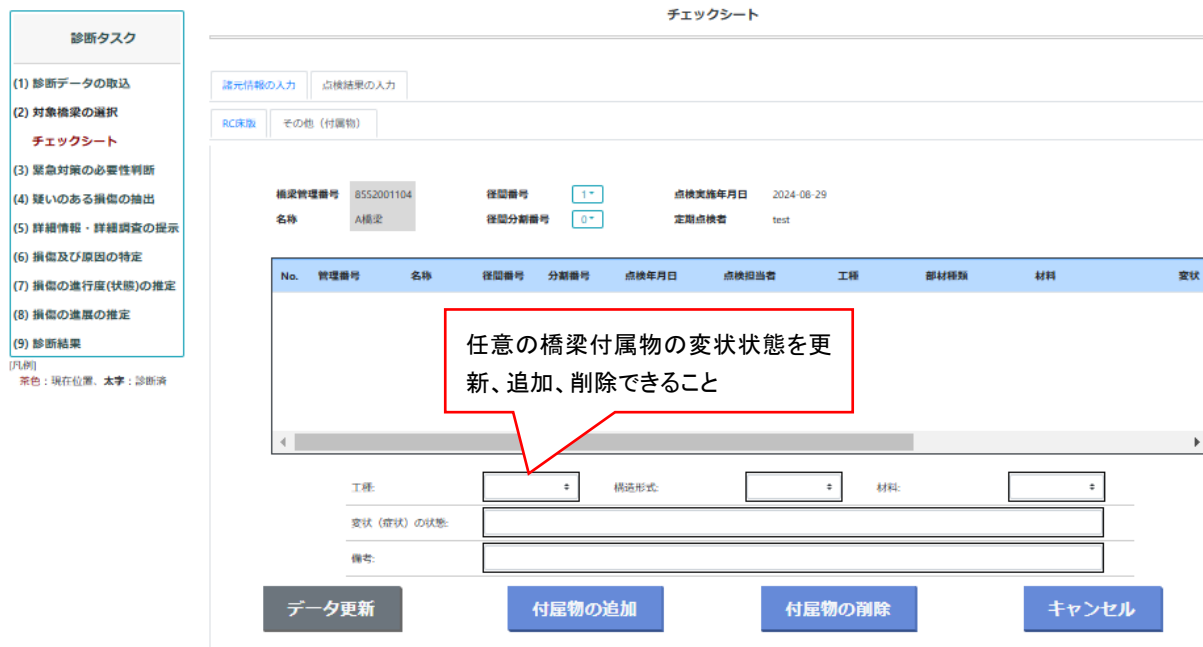 チェックシート
診断タスク
(1) 診断データの取込
(2) 対象橋梁の選択
チェックシート
(3) 緊急対策の必要性判断
(4) 疑いのある損傷の抽出
(5) 詳細情報・詳細調査の提示
(6) 損傷及び原因の特定
(7) 損傷の進行度(状態)の推定
(8) 損傷の進展の推定
(9) 診断結果
[凡例]
茶色：現在位置、太字：診断済
諸元情報の入力 点検結果の入力
RC床版 その他（付属物）
橋梁管理番号 8552001104 径間番号 1 点検実施年月日 2024-08-29
名称 A橋梁 径間分割番号 0 定期点検者 test
No. 管理番号 名称 径間番号 分割番号 点検年月日 点検担当者 工種 部材種類 材料 変状
任意の橋梁付属物の変状状態を更
新、追加、削除できること
工種: 構造形式: 材料:
変状（症状）の状態:
備考:
データ更新 付属物の追加 付属物の削除 キャンセル